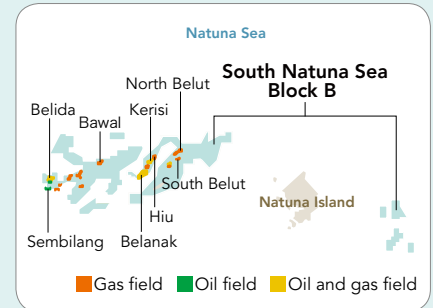 Natuna Sea
South Natuna Sea
Block B
North Belut
Belida
Kerisi
Bawal
South Belut
Natuna Island
Hiu
Sembilang
Belanak
Gas field
Oil field
Oil and gas field